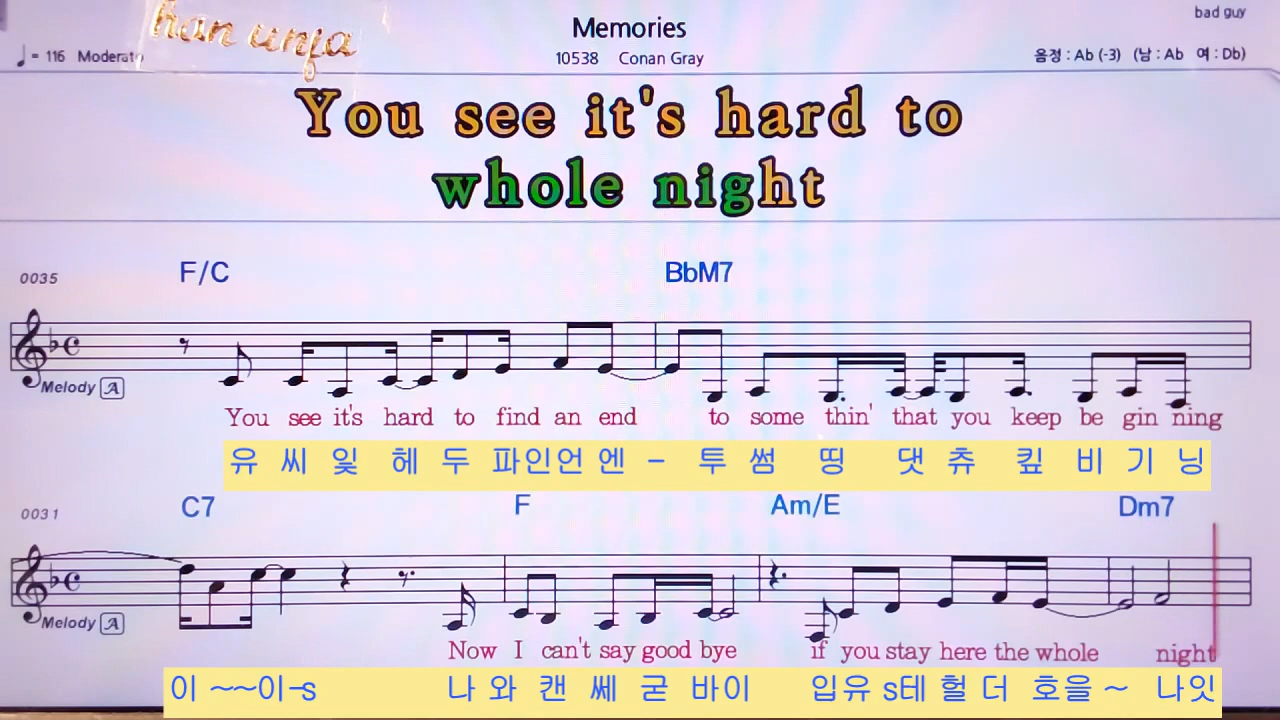 han unja
Memories
bad guy
♩= 116 Moderato
10538 Conan Gray
음정 : Ab (-3) (남 : Ab 여 : Db)
You see it's hard to
whole night
0035 F/C BbM7
Melody A
You see it's hard to find an end to some thin' that you keep be gin ning
유 씨 잋 헤 두 파인언 엔 - 투 썸 띵 댓 츄 킾 비 기 닝
0031 C7 F Am/E Dm7
Melody A
Now I can't say good bye if you stay here the whole night
이 ~~이-s 나 와 캔 쎄 굳 바이 입유 s테 헐 더 호을 ~ 나잇